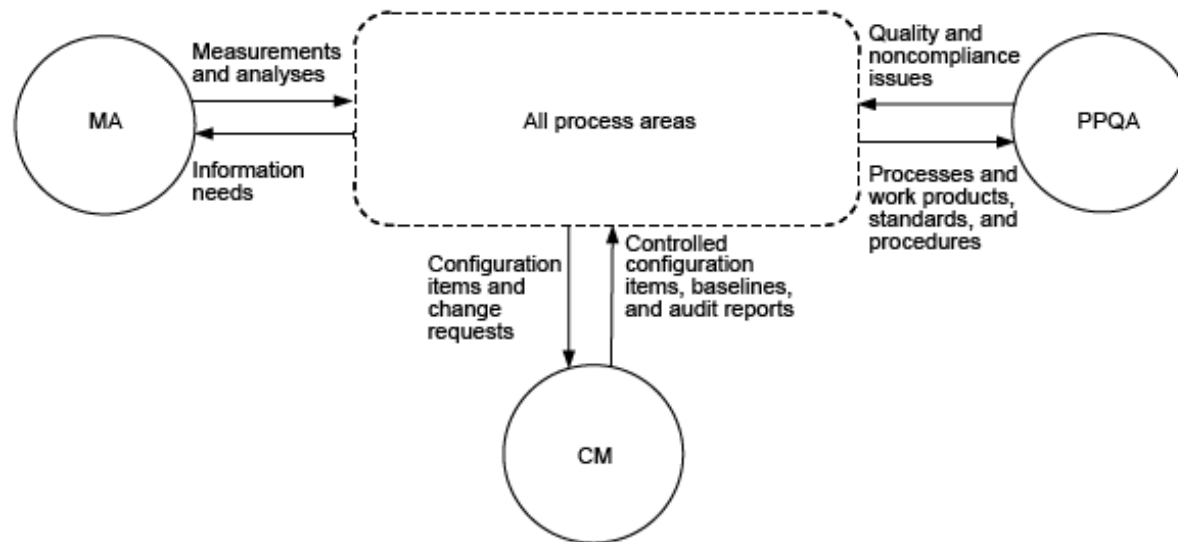 Measurements
and analyses
MA
Information
needs
All process areas
Quality and
noncompliance
issues
PPQA
Processes and
work products,
standards, and
procedures
Configuration
items and
change
requests
Controlled
configuration
items, baselines,
and audit reports
CM